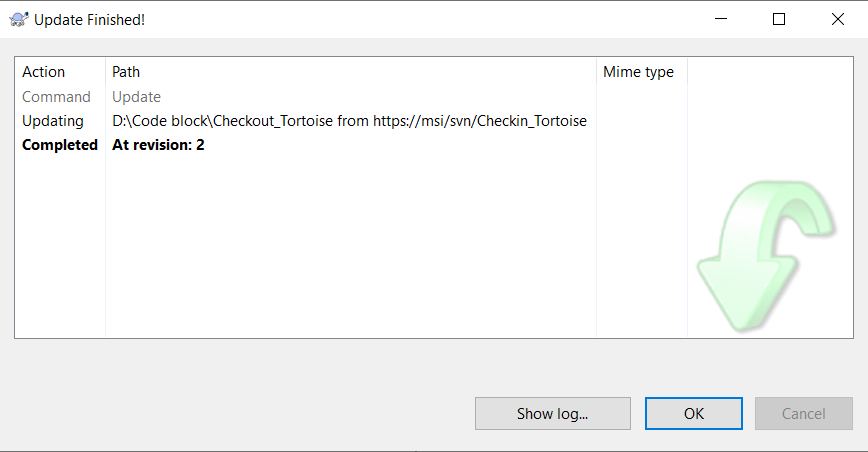 Update Finished!
Action Path Mime type
Command Update
Updating D:\Code block\Checkout_Tortoise from https://msi/svn/Checkin_Tortoise
Completed At revision: 2
Show log... OK Cancel